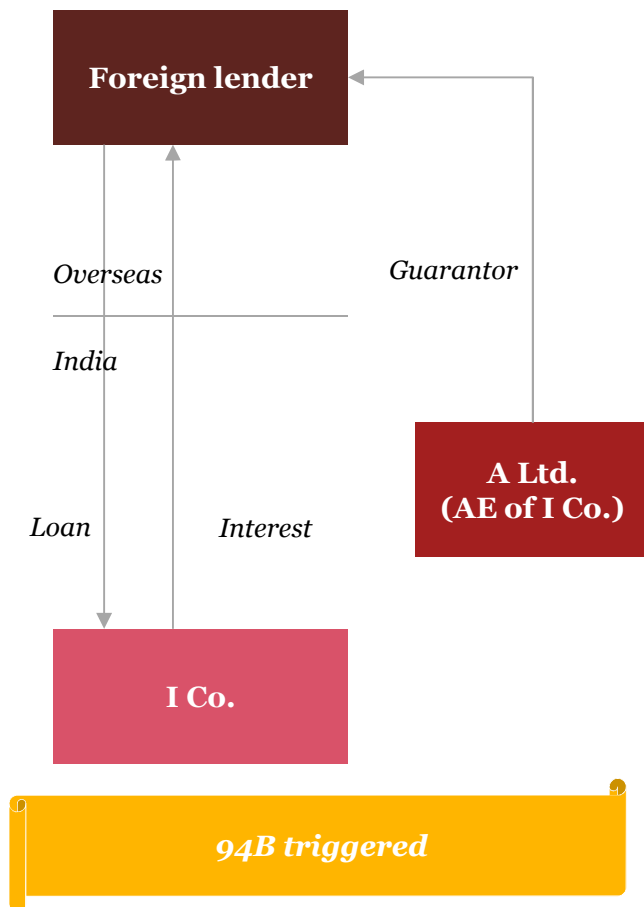 Foreign lender
Overseas
Guarantor
India
A Ltd.
(AE of I Co.)
Loan
Interest
I Co.
94B triggered